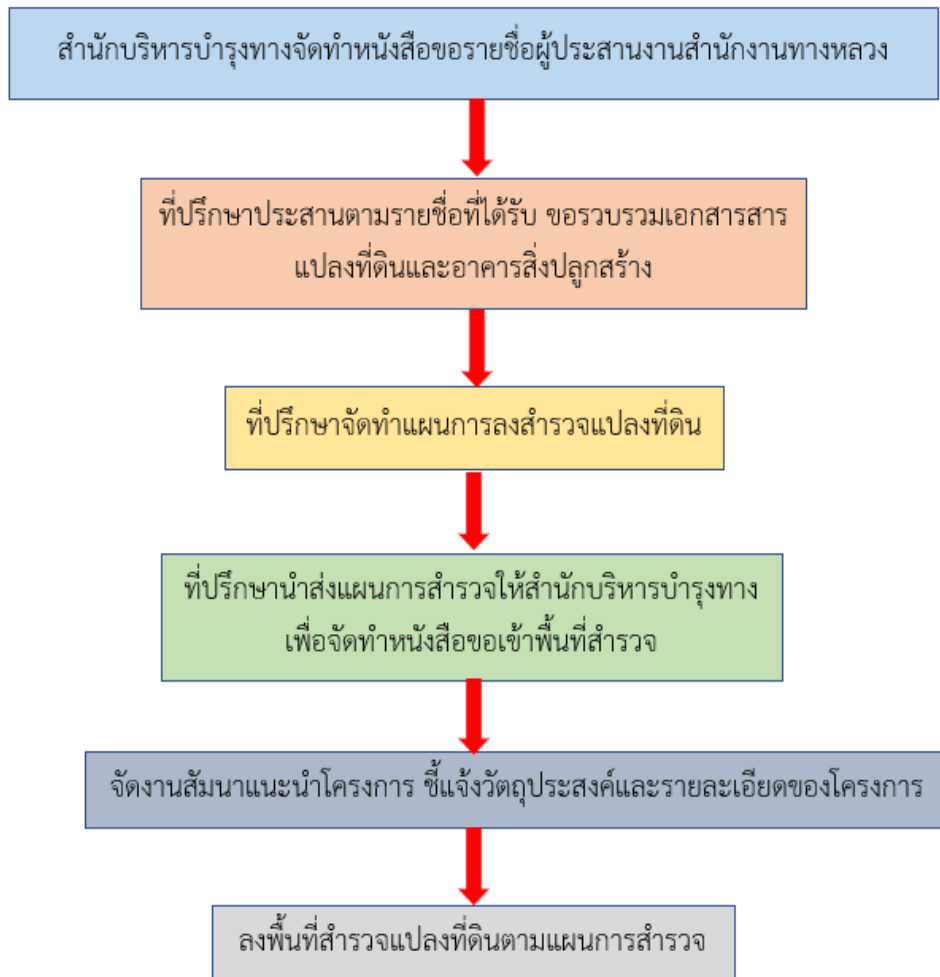 สำนักบริหารบำรุงทางจัดทำหนังสือขอรายชื่อผู้ประสานงานสำนักงานทางหลวง
ที่ปรึกษาประสานตามรายชื่อที่ได้รับ ขอรวบรวมเอกสารสาร
แปลงที่ดินและอาคารสิ่งปลูกสร้าง
ที่ปรึกษาจัดทำแผนการลงสำรวจแปลงที่ดิน
ที่ปรึกษานำส่งแผนการสำรวจให้สำนักบริหารบำรุงทาง
เพื่อจัดทำหนังสือขอเข้าพื้นที่สำรวจ
จัดงานสัมนาแนะนำโครงการ ชี้แจ้งวัตถุประสงค์และรายละเอียดของโครงการ
ลงพื้นที่สำรวจแปลงที่ดินตามแผนการสำรวจ